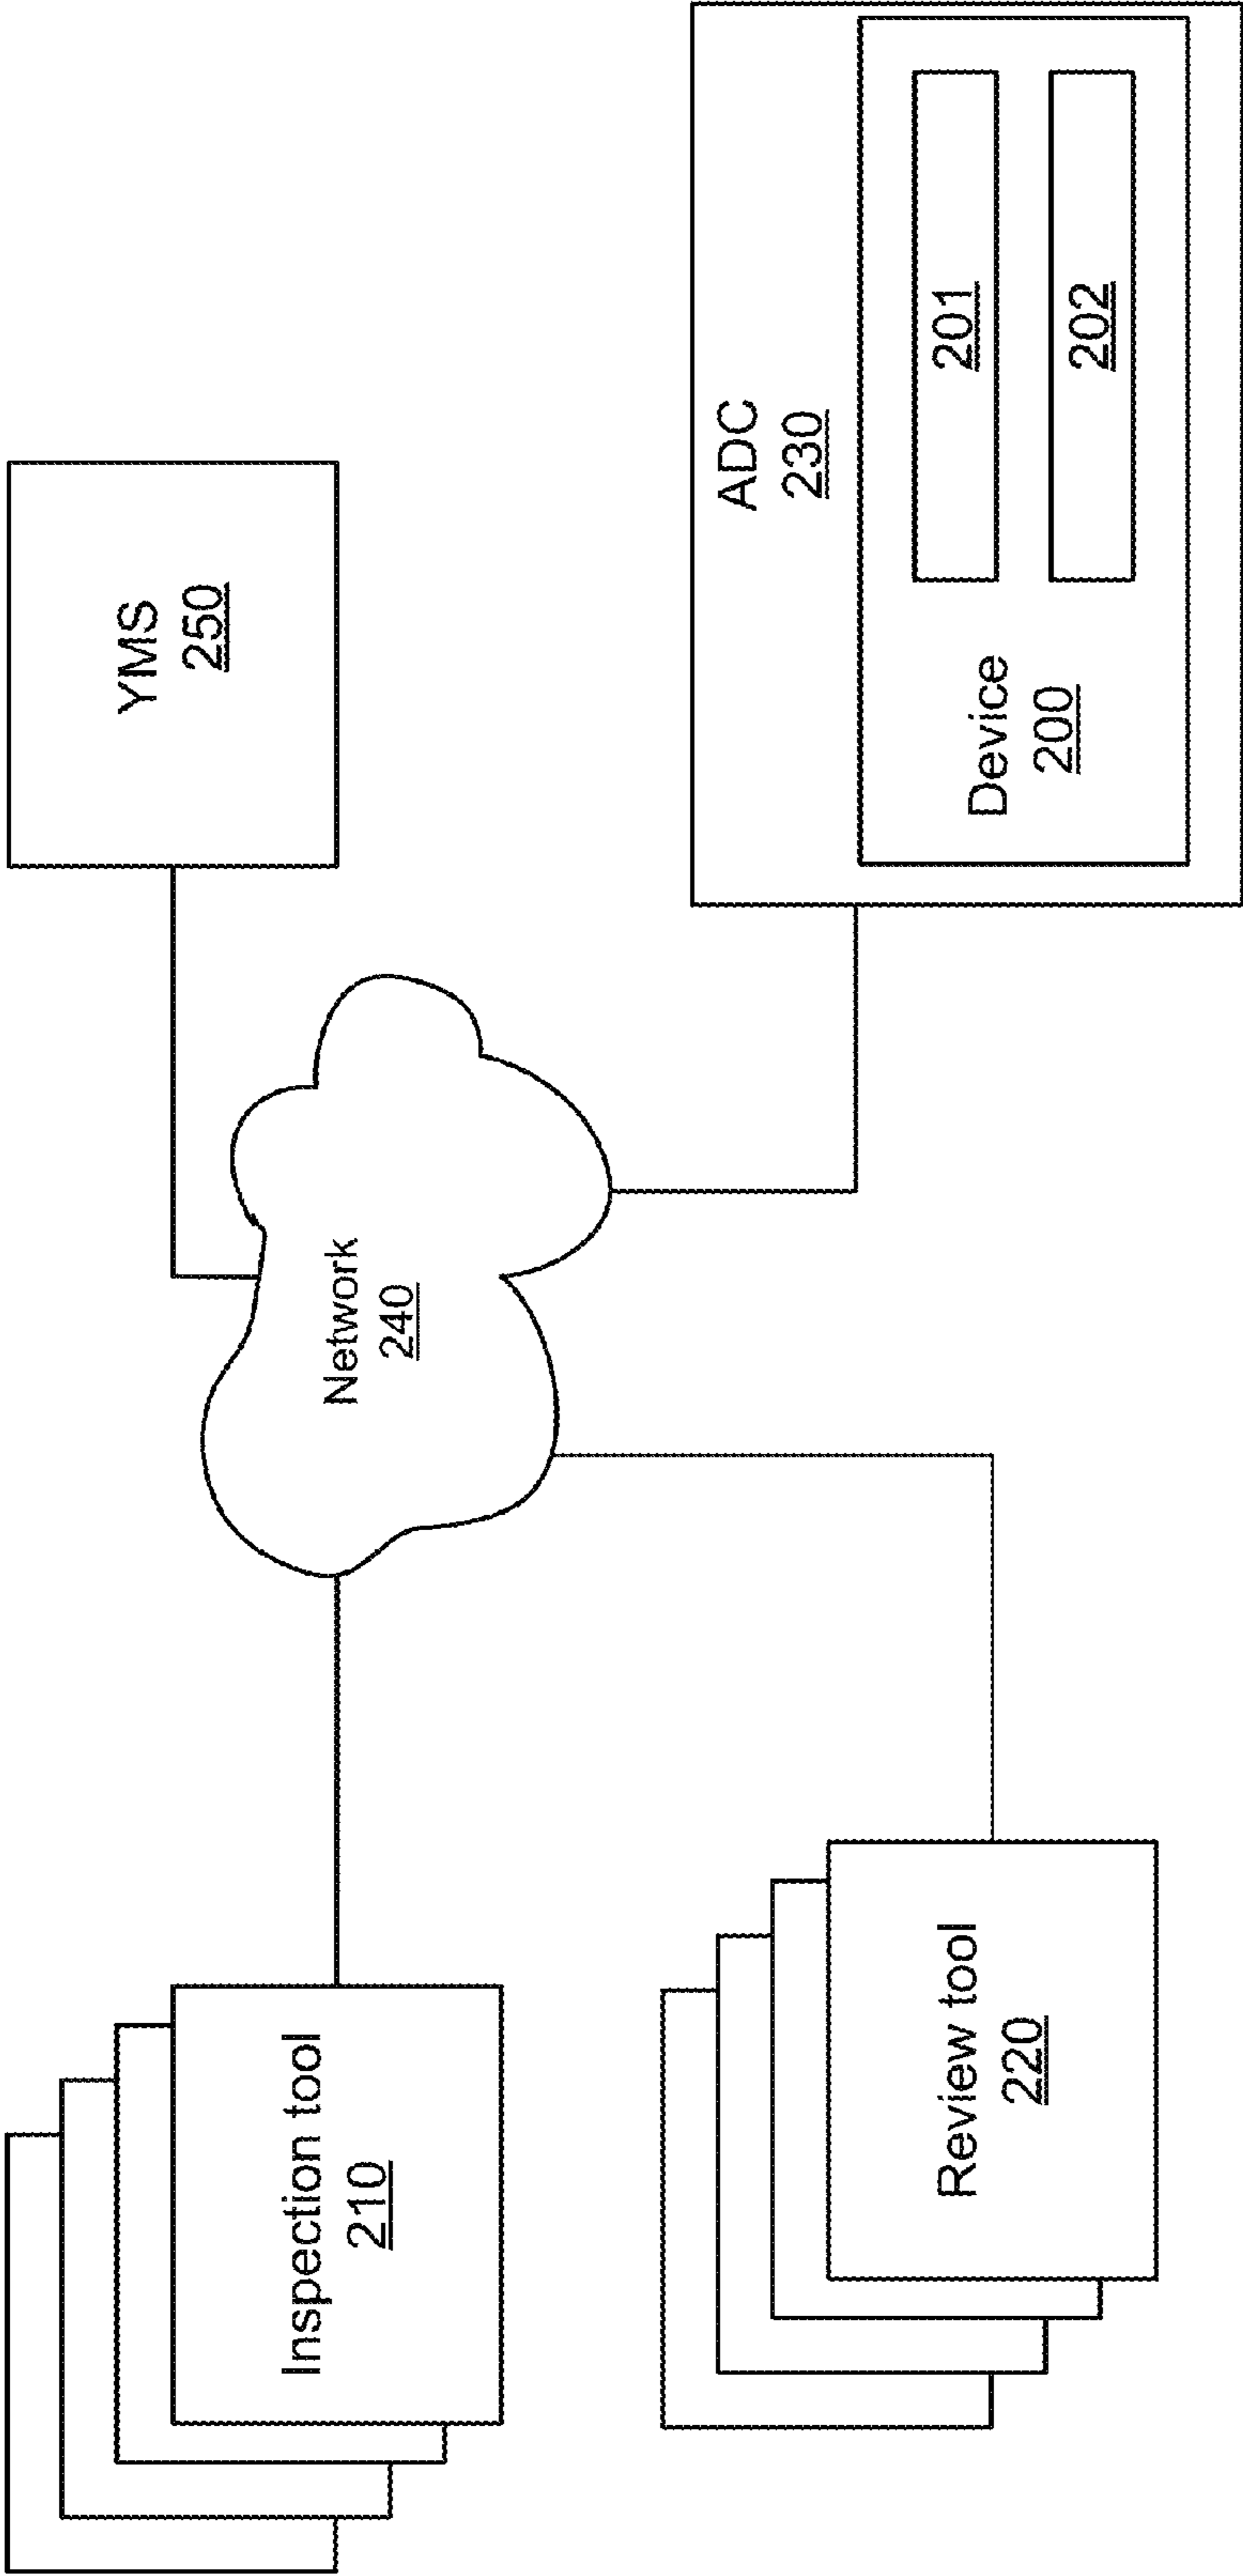 Inspection tool
210
Review tool
220
Network
240
YMS
250
ADC
230
Device
200
201
202